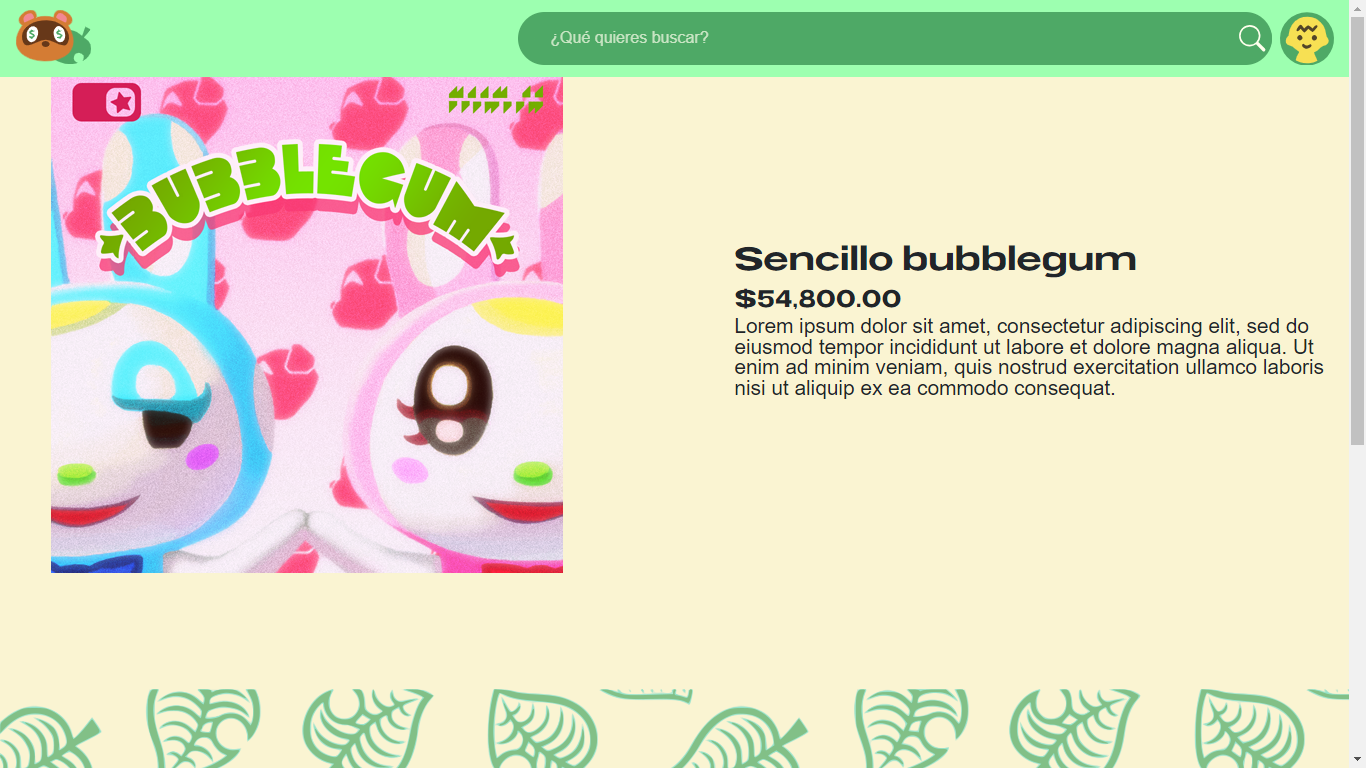 ¿Qué quieres buscar?
BUBBLEGUM
Sencillo bubblegum
$54,800.00
Lorem ipsum dolor sit amet, consectetur adipiscing elit, sed do
eiusmod tempor incididunt ut labore et dolore magna aliqua. Ut
enim ad minim veniam, quis nostrud exercitation ullamco laboris
nisi ut aliquip ex ea commodo consequat.